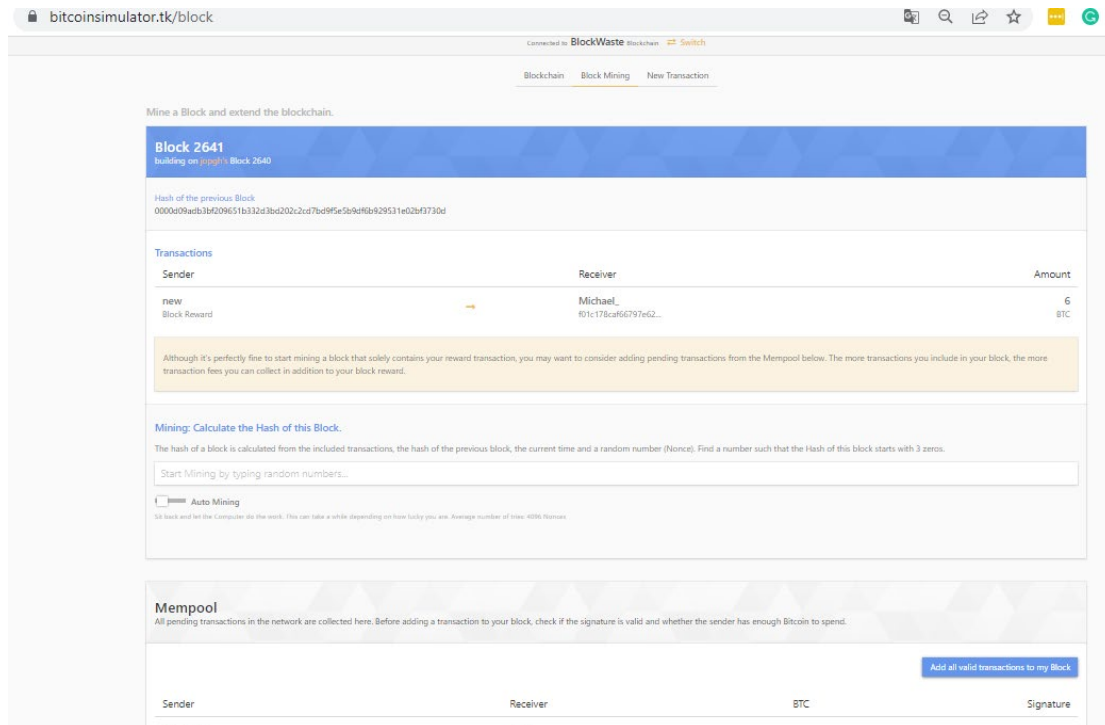 bitcoinsimulator.tk/block
Connected to BlockWaste Blockchain ⇄ Switch
Blockchain Block Mining New Transaction
Mine a Block and extend the blockchain.
Block 2641
building on jopgh's Block 2640
Hash of the previous Block
0000d09adb3bf209651b332d3bd202c2cd7bd9f5e5b9df6b929531e02bf3730d
Transactions
Sender Receiver Amount
new → Michael_ 6
Block Reward f01c178caf66797e62... BTC
Although it's perfectly fine to start mining a block that solely contains your reward transaction, you may want to consider adding pending transactions from the Mempool below. The more transactions you include in your block, the more
transaction fees you can collect in addition to your block reward.
Mining: Calculate the Hash of this Block.
The hash of a block is calculated from the included transactions, the hash of the previous block, the current time and a random number (Nonce). Find a number such that the Hash of this block starts with 3 zeros.
Start Mining by typing random numbers...
Auto Mining
Sit back and let the Computer do the work. This can take a while depending on how lucky you are. Average number of tries: 4096 Nonces
Mempool
All pending transactions in the network are collected here. Before adding a transaction to your block, check if the signature is valid and whether the sender has enough Bitcoin to spend.
Add all valid transactions to my Block
Sender Receiver BTC Signature